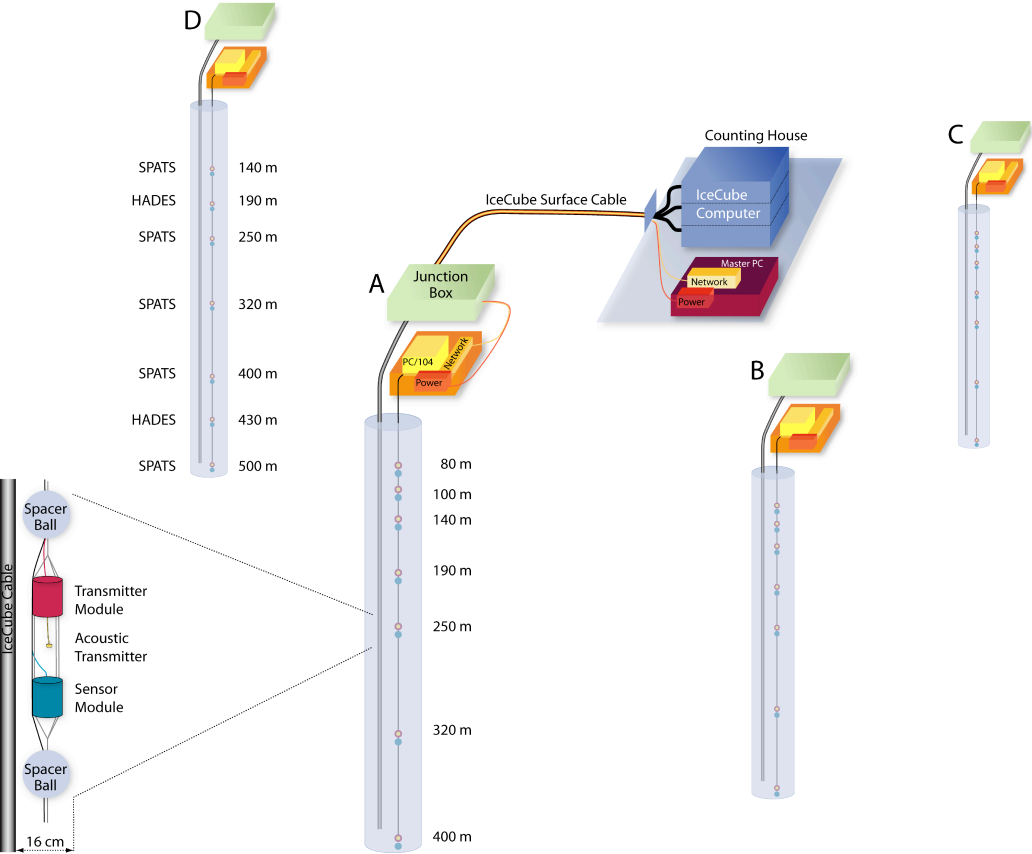 D
SPATS 140 m
HADES 190 m
SPATS 250 m
SPATS 320 m
SPATS 400 m
HADES 430 m
SPATS 500 m
Counting House
IceCube
Computer
IceCube Surface Cable
Master PC
Network
Power
C
A
Junction
Box
PC/104
Network
Power
80 m
100 m
140 m
190 m
250 m
320 m
400 m
B
IceCube Cable
Spacer
Ball
Transmitter
Module
Acoustic
Transmitter
Sensor
Module
Spacer
Ball
16 cm